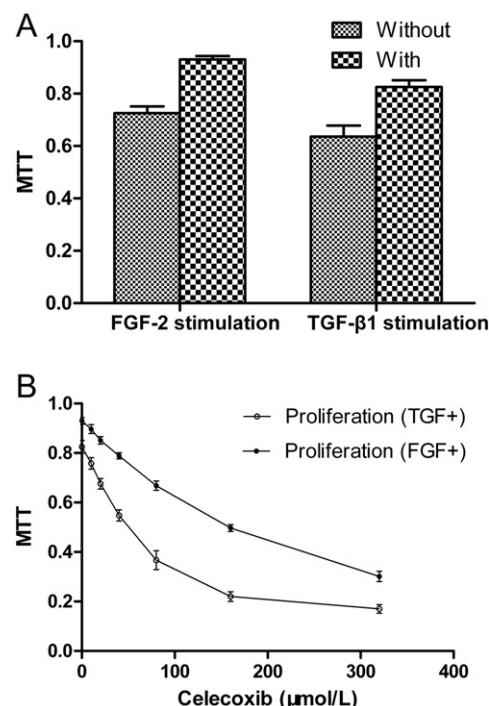 A
Without
With
1.0
0.8
0.6
0.4
0.2
0.0
MTT
FGF-2 stimulation
TGF-β1 stimulation
B
Proliferation (TGF+)
Proliferation (FGF+)
1.0
0.8
0.6
0.4
0.2
0.0
MTT
0 100 200 300 400
Celecoxib (μmol/L)